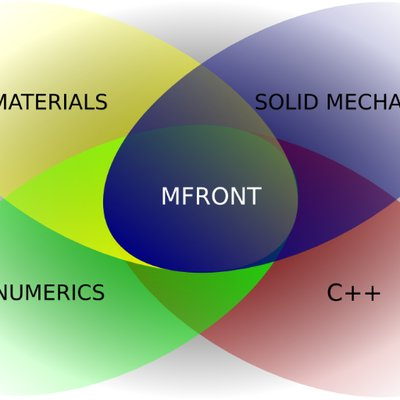 MATERIALS
SOLID MECHA
MFRONT
NUMERICS
C++